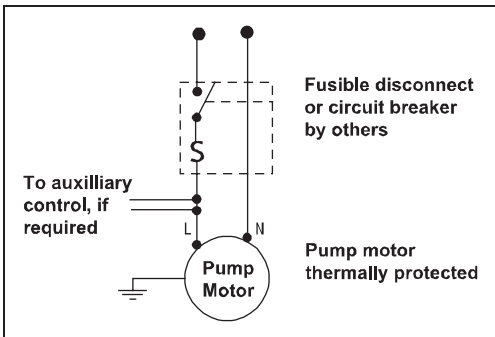 Fusible disconnect
or circuit breaker
by others
To auxilliary
control, if
required
L
N
Pump
Motor
Pump motor
thermally protected